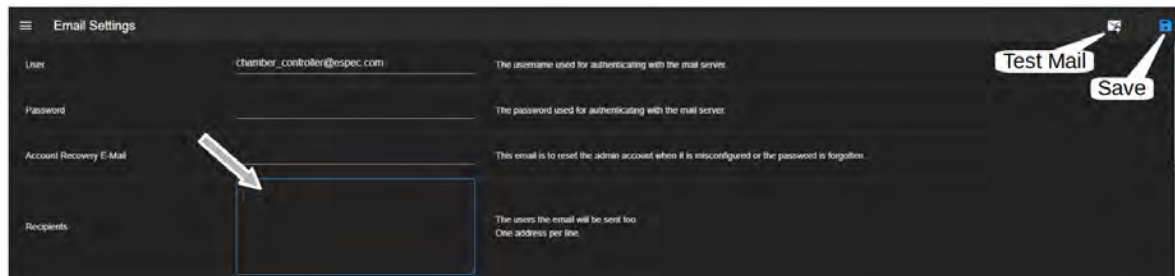 Email Settings
Test Mail
Save
User
chamber_controller@espec.com
The username used for authenticating with the mail server.
Password
The password used for authenticating with the mail server.
Account Recovery E-Mail
This email is to reset the admin account when it is misconfigured or the password is forgotten.
Recipients
The users the email will be sent too.
One address per line.